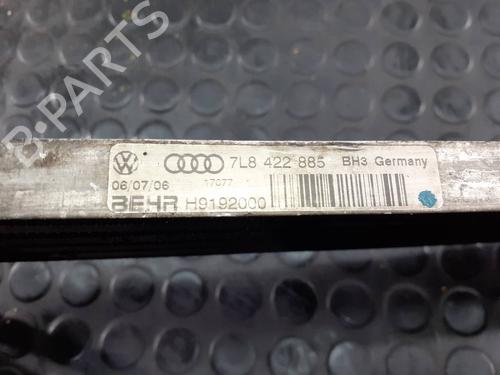 B-PARTS
7L8 422 885 BH3 Germany
06/07/06 17077
BEHR H9192000